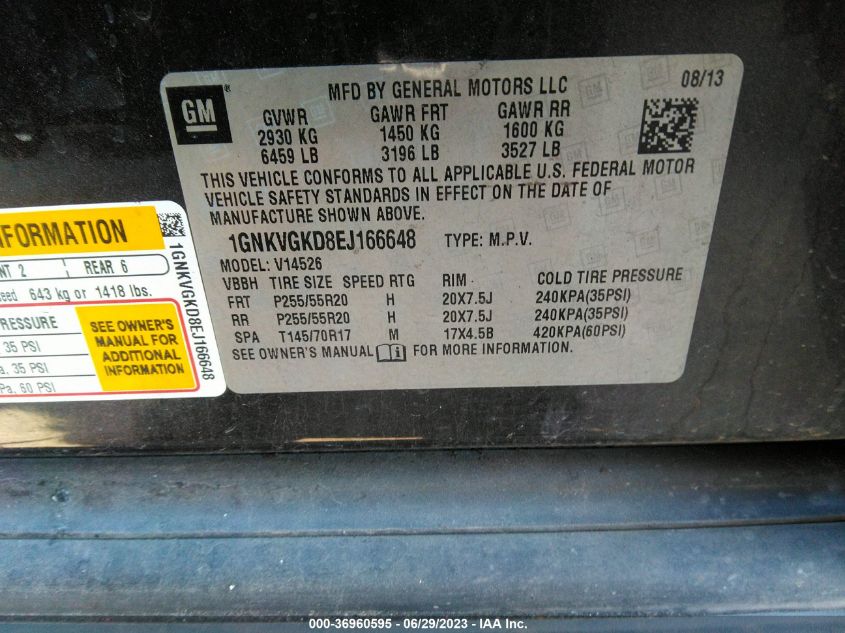 MFD BY GENERAL MOTORS LLC 08/13
GM
GVWR GAWR FRT GAWR RR
2930 KG 1450 KG 1600 KG
6459 LB 3196 LB 3527 LB
THIS VEHICLE CONFORMS TO ALL APPLICABLE U.S. FEDERAL MOTOR
VEHICLE SAFETY STANDARDS IN EFFECT ON THE DATE OF
MANUFACTURE SHOWN ABOVE.
1GNKVGKD8EJ166648 TYPE: M.P.V.
MODEL: V14526
VBBH TIRE SIZE SPEED RTG RIM COLD TIRE PRESSURE
FRT P255/55R20 H 20X7.5J 240KPA(35PSI)
RR P255/55R20 H 20X7.5J 240KPA(35PSI)
SPA T145/70R17 M 17X4.5B 420KPA(60PSI)
SEE OWNER'S MANUAL FOR MORE INFORMATION.
FORMATION
NT 2 REAR 6
eed 643 kg or 1418 lbs.
PRESSURE
35 PSI
a, 35 PSI
Pa, 60 PSI
SEE OWNER'S
MANUAL FOR
ADDITIONAL
INFORMATION
1GNKVGKD8EJ166648
000-36960595 - 06/29/2023 - IAA Inc.